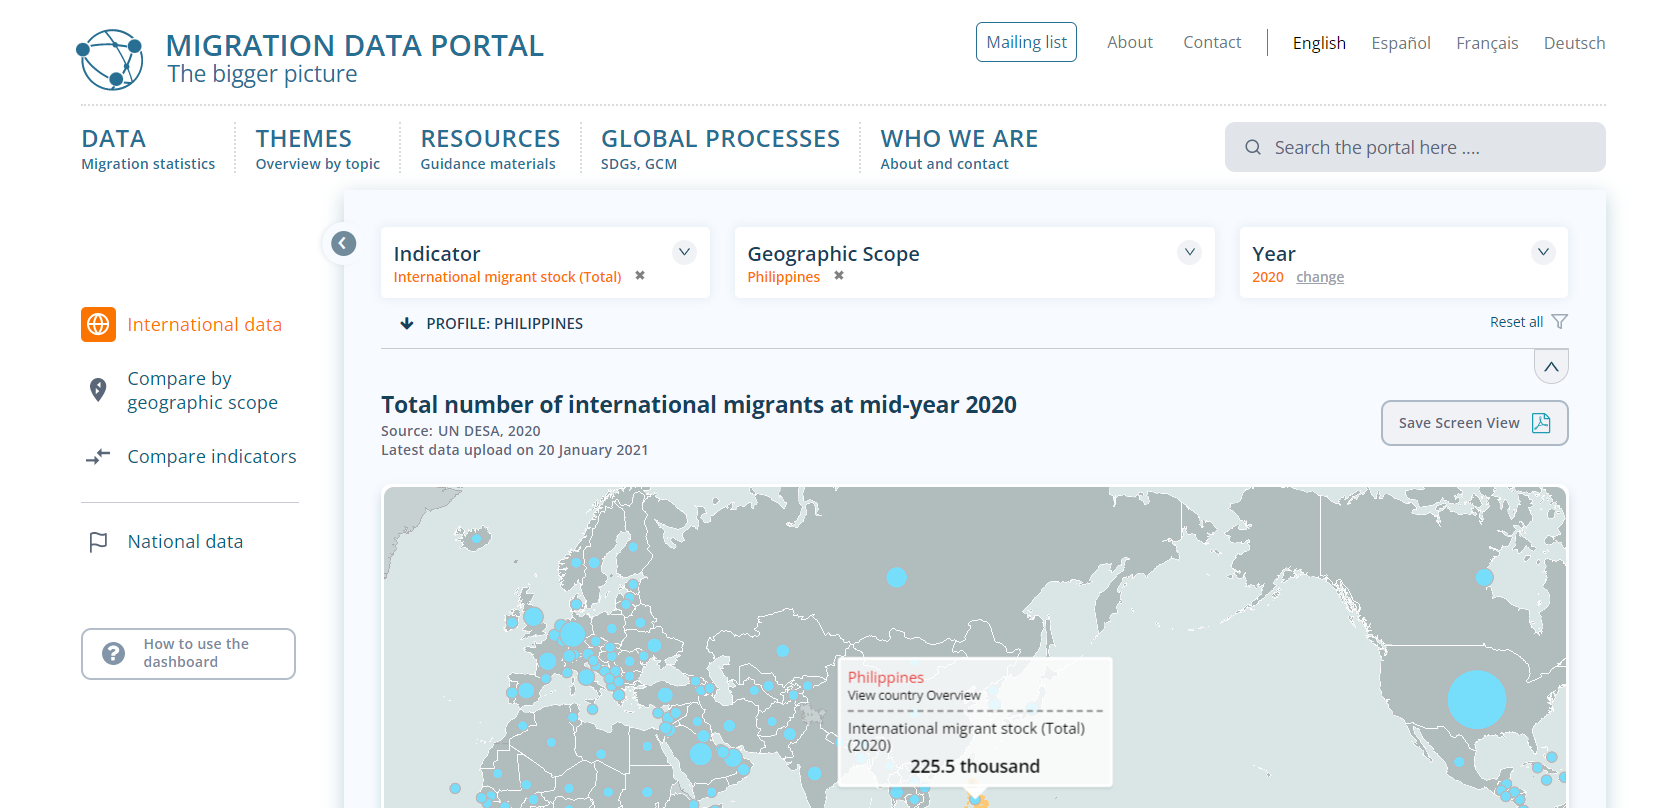 MIGRATION DATA PORTAL
The bigger picture
Mailing list
About
Contact
English
Español
Français
Deutsch
DATA
Migration statistics
THEMES
Overview by topic
RESOURCES
Guidance materials
GLOBAL PROCESSES
SDGs, GCM
WHO WE ARE
About and contact
Search the portal here ....
International data
Compare by
geographic scope
Compare indicators
National data
How to use the
dashboard
Indicator
International migrant stock (Total)
Geographic Scope
Philippines
Year
2020 change
PROFILE: PHILIPPINES
Reset all
Total number of international migrants at mid-year 2020
Source: UN DESA, 2020
Latest data upload on 20 January 2021
Save Screen View
Philippines
View country Overview
International migrant stock (Total)
(2020)
225.5 thousand